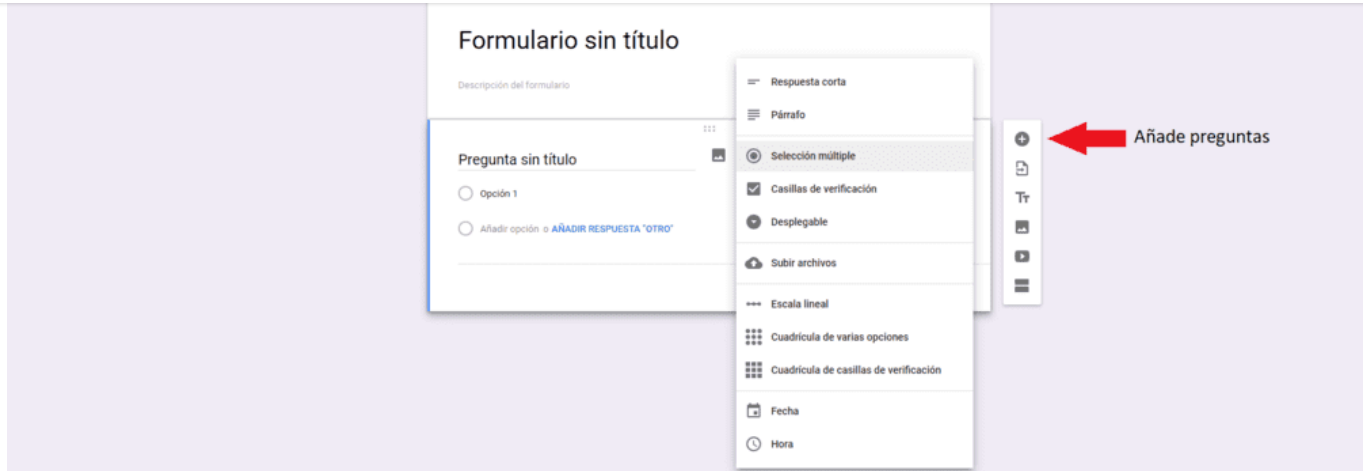 Formulario sin título
Descripción del formulario
Pregunta sin título
Opción 1
Añadir opción o AÑADIR RESPUESTA "OTRO"
Respuesta corta
Párrafo
Selección múltiple
Casillas de verificación
Desplegable
Subir archivos
Escala lineal
Cuadrícula de varias opciones
Cuadrícula de casillas de verificación
Fecha
Hora
Tт
Añade preguntas